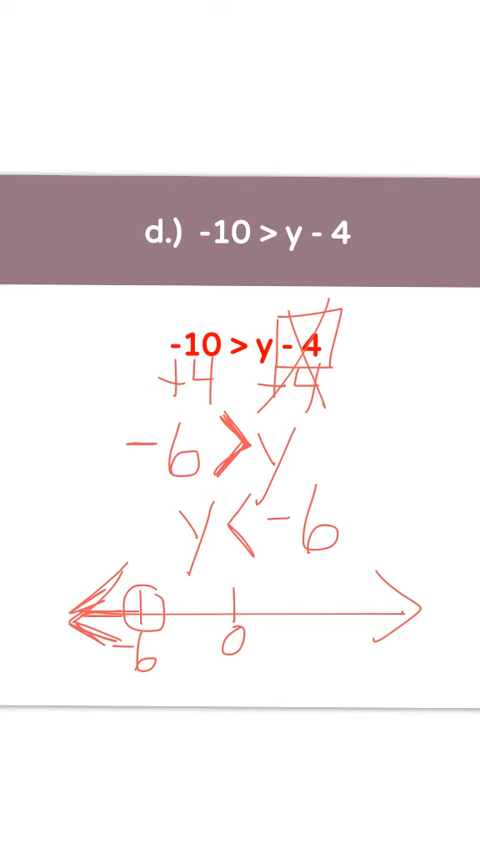 d.) -10 > y - 4
-10 > y - 4
+4 +4
-6 > y
y < -6
-6 0